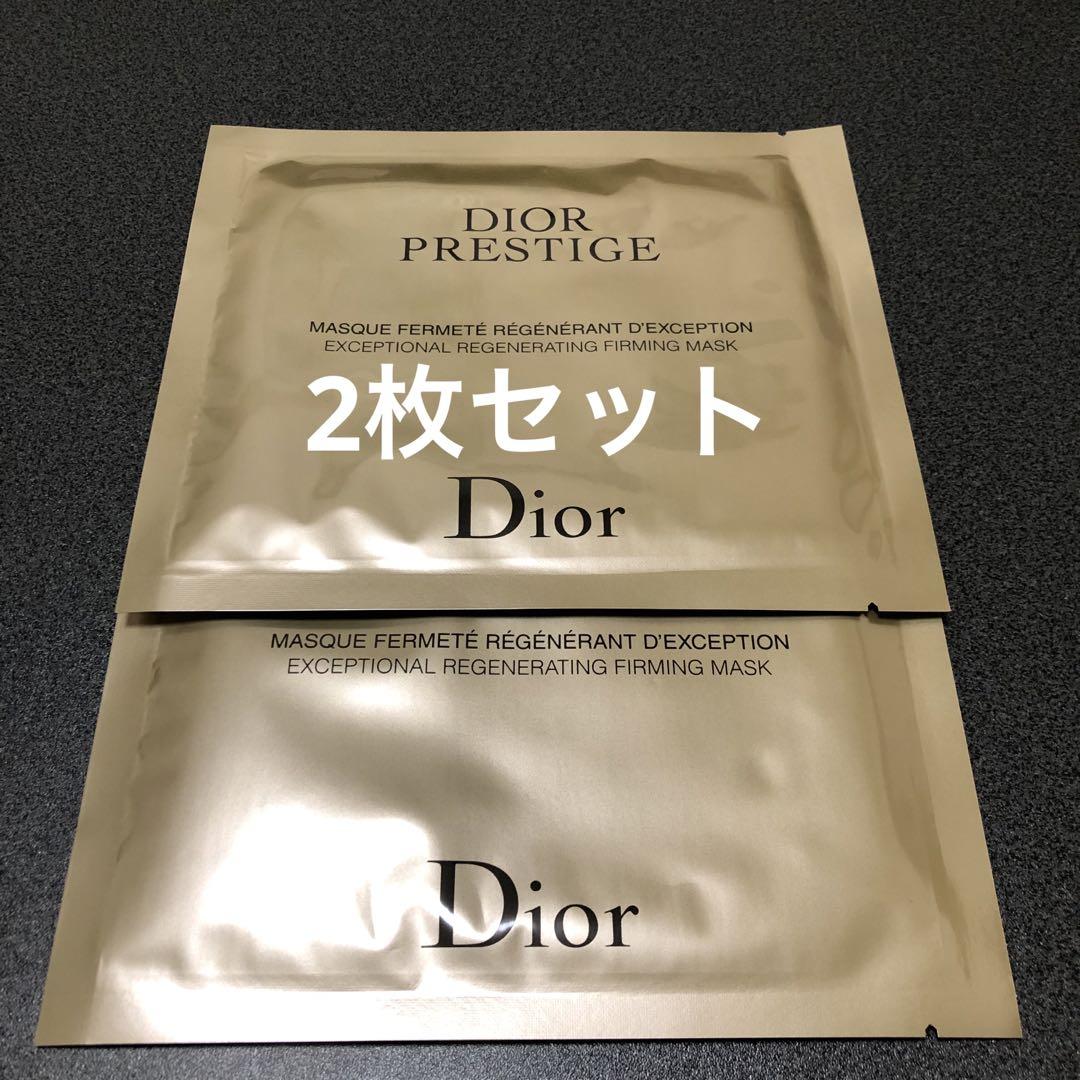 DIOR
PRESTIGE
MASQUE FERMETÉ RÉGÉNÉRANT D'EXCEPTION
EXCEPTIONAL REGENERATING FIRMING MASK
2枚セット
Dior
MASQUE FERMETÉ RÉGÉNÉRANT D'EXCEPTION
EXCEPTIONAL REGENERATING FIRMING MASK
Dior